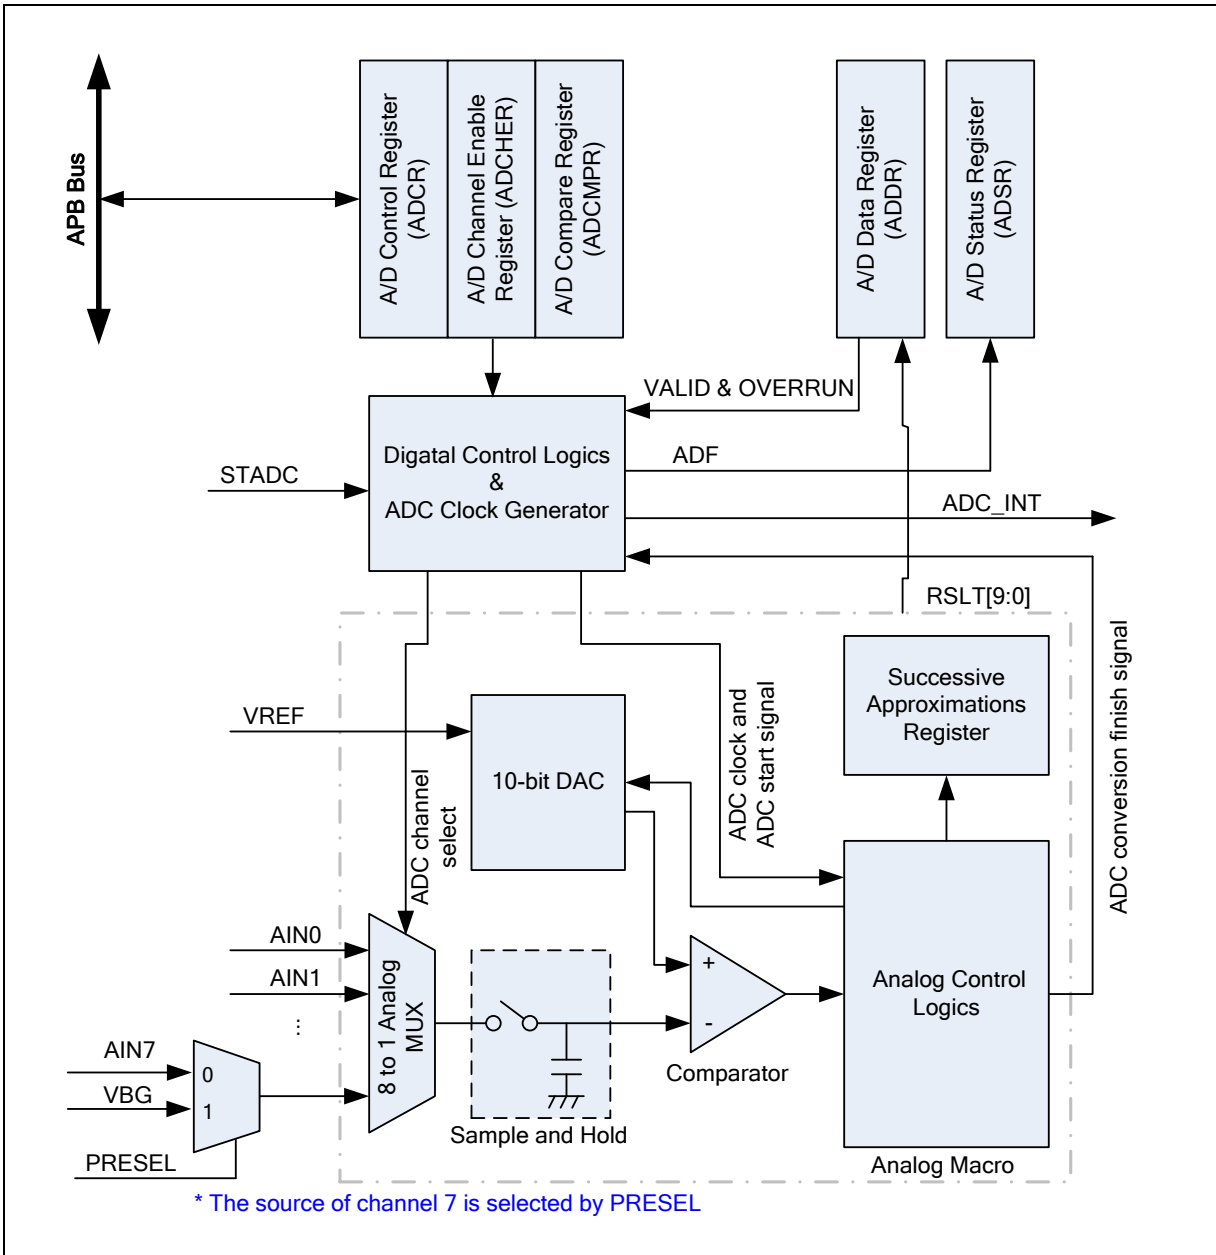 APB Bus
A/D Control Register
(ADCR)
A/D Channel Enable
Register (ADCHER)
A/D Compare Register
(ADCMPR)
A/D Data Register
(ADDR)
A/D Status Register
(ADSR)
VALID & OVERRUN
Digatal Control Logics
&
ADC Clock Generator
STADC
ADF
ADC_INT
RSLT[9:0]
Successive
Approximations
Register
VREF
10-bit DAC
ADC channel
select
ADC clock and
ADC start signal
ADC conversion finish signal
AIN0
AIN1
...
AIN7
VBG
0
1
PRESEL
8 to 1 Analog
MUX
Sample and Hold
+
-
Comparator
Analog Control
Logics
Analog Macro
* The source of channel 7 is selected by PRESEL